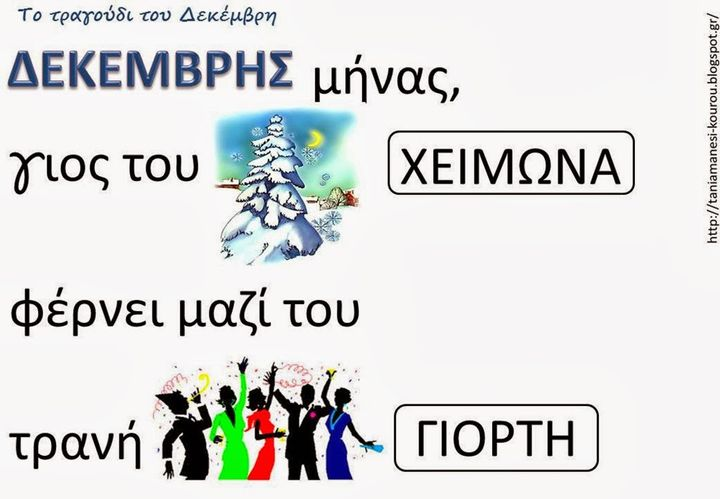 Το τραγούδι του Δεκέμβρη
ΔΕΚΕΜΒΡΗΣ μήνας,
γιος του ΧΕΙΜΩΝΑ
φέρνει μαζί του
τρανή ΓΙΟΡΤΗ
http://taniamanesi-kourou.blogspot.gr/